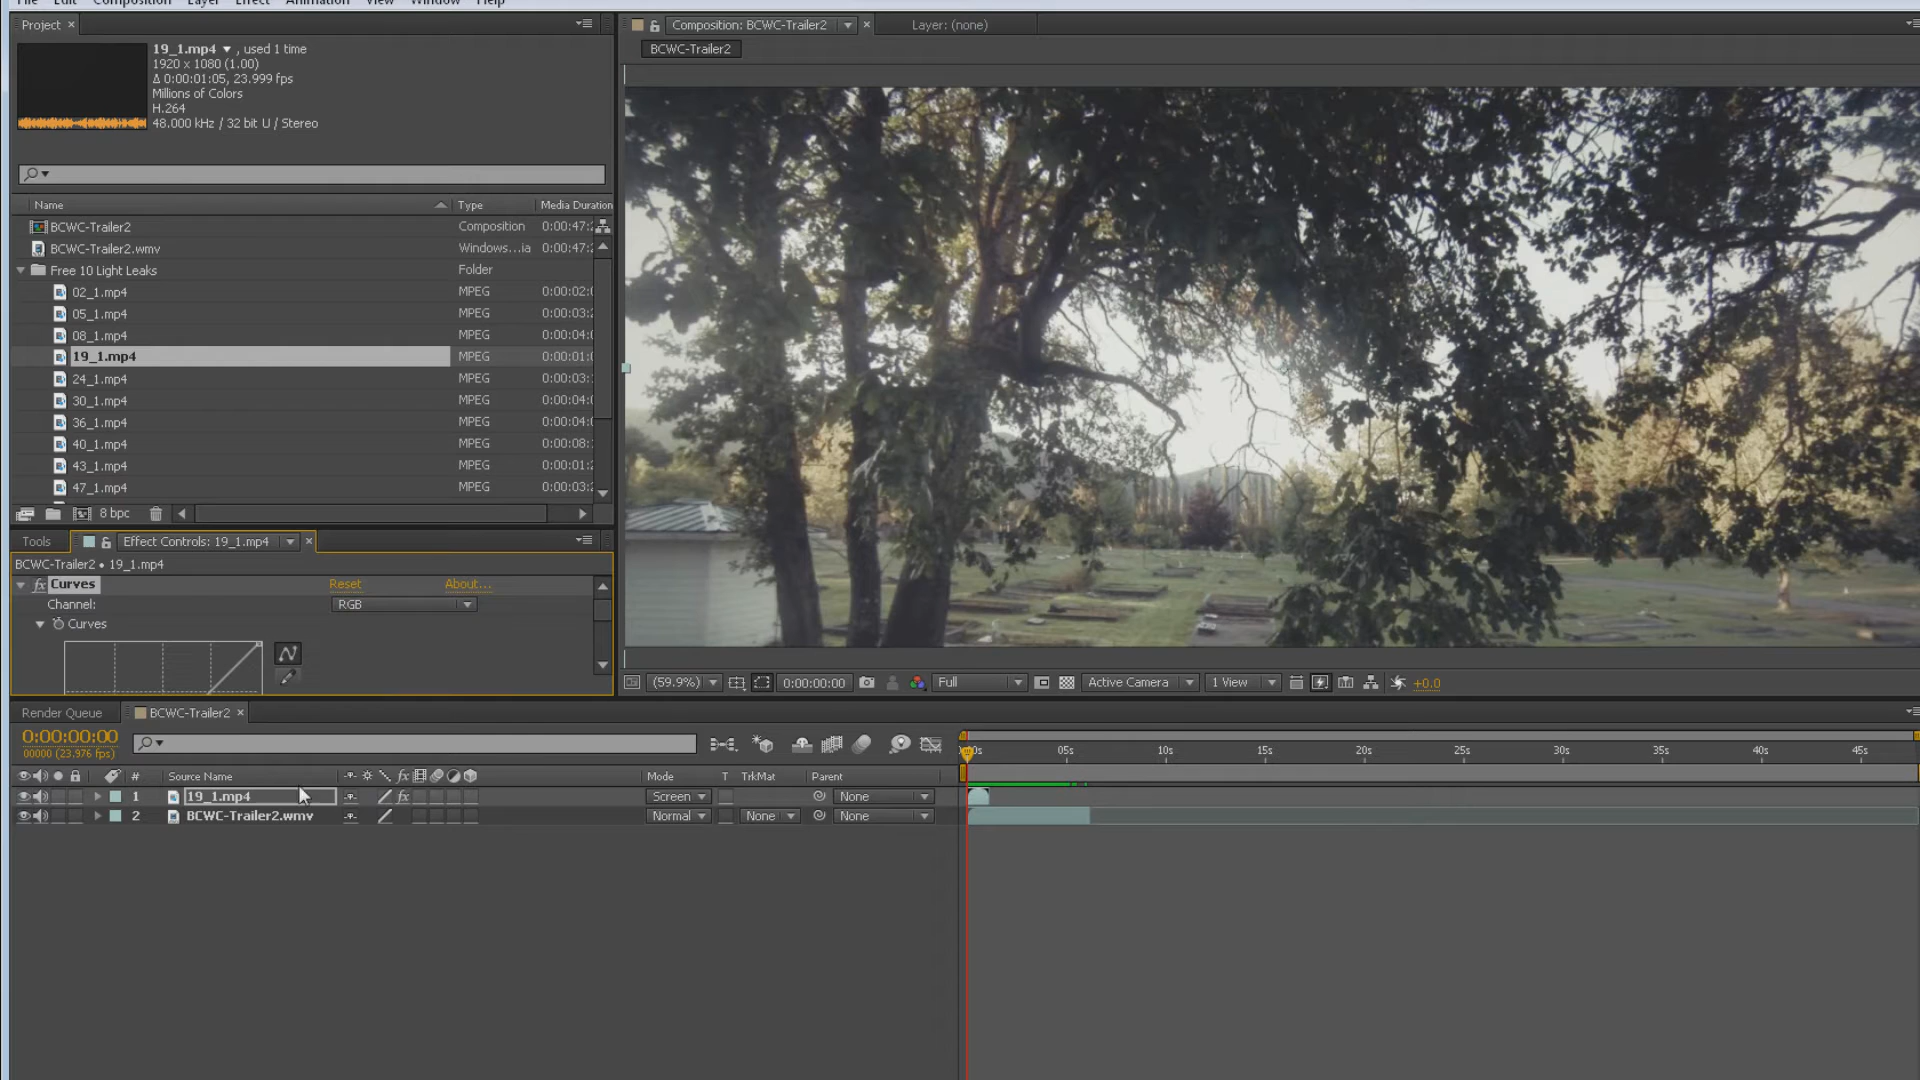 File Edit Composition Layer Effect Animation View Window Help
Project ×
19_1.mp4 ▼ , used 1 time
1920 x 1080 (1.00)
Δ 0:00:01:05, 23.999 fps
Millions of Colors
H.264
48.000 kHz / 32 bit U / Stereo
Name Type Media Duration
BCWC-Trailer2 Composition 0:00:47:
BCWC-Trailer2.wmv Windows...ia 0:00:47:
Free 10 Light Leaks Folder
02_1.mp4 MPEG 0:00:02:
05_1.mp4 MPEG 0:00:03:
08_1.mp4 MPEG 0:00:04:
19_1.mp4 MPEG 0:00:01:
24_1.mp4 MPEG 0:00:03:
30_1.mp4 MPEG 0:00:04:
36_1.mp4 MPEG 0:00:04:
40_1.mp4 MPEG 0:00:08:
43_1.mp4 MPEG 0:00:01:
47_1.mp4 MPEG 0:00:03:
8 bpc
Tools Effect Controls: 19_1.mp4 ×
BCWC-Trailer2 • 19_1.mp4
fx Curves Reset About...
Channel: RGB
Curves
Composition: BCWC-Trailer2 × Layer: (none)
BCWC-Trailer2
(59.9%) 0:00:00:00 Full Active Camera 1 View +0.0
Render Queue BCWC-Trailer2 ×
0:00:00:00
00000 (23.976 fps)
05s 10s 15s 20s 25s 30s 35s 40s 45s
# Source Name fx Mode T TrkMat Parent
1 19_1.mp4 fx Screen None
2 BCWC-Trailer2.wmv Normal None None